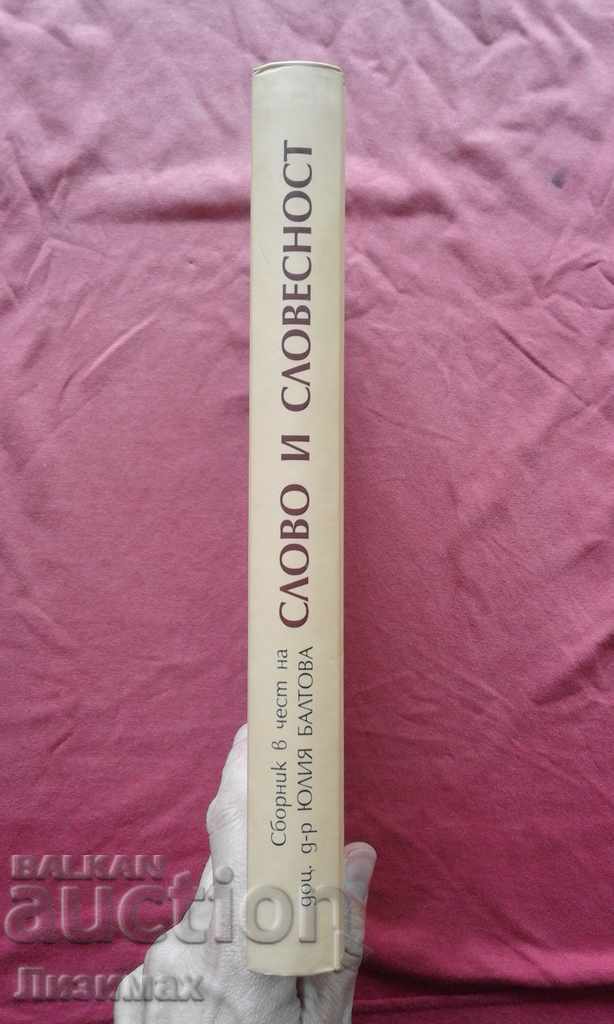 Сборник в чест на
доц. д-р ЮЛИЯ БАЛТОВА
СЛОВО И СЛОВЕСНОСТ
BALKAN
auction
Лизимах